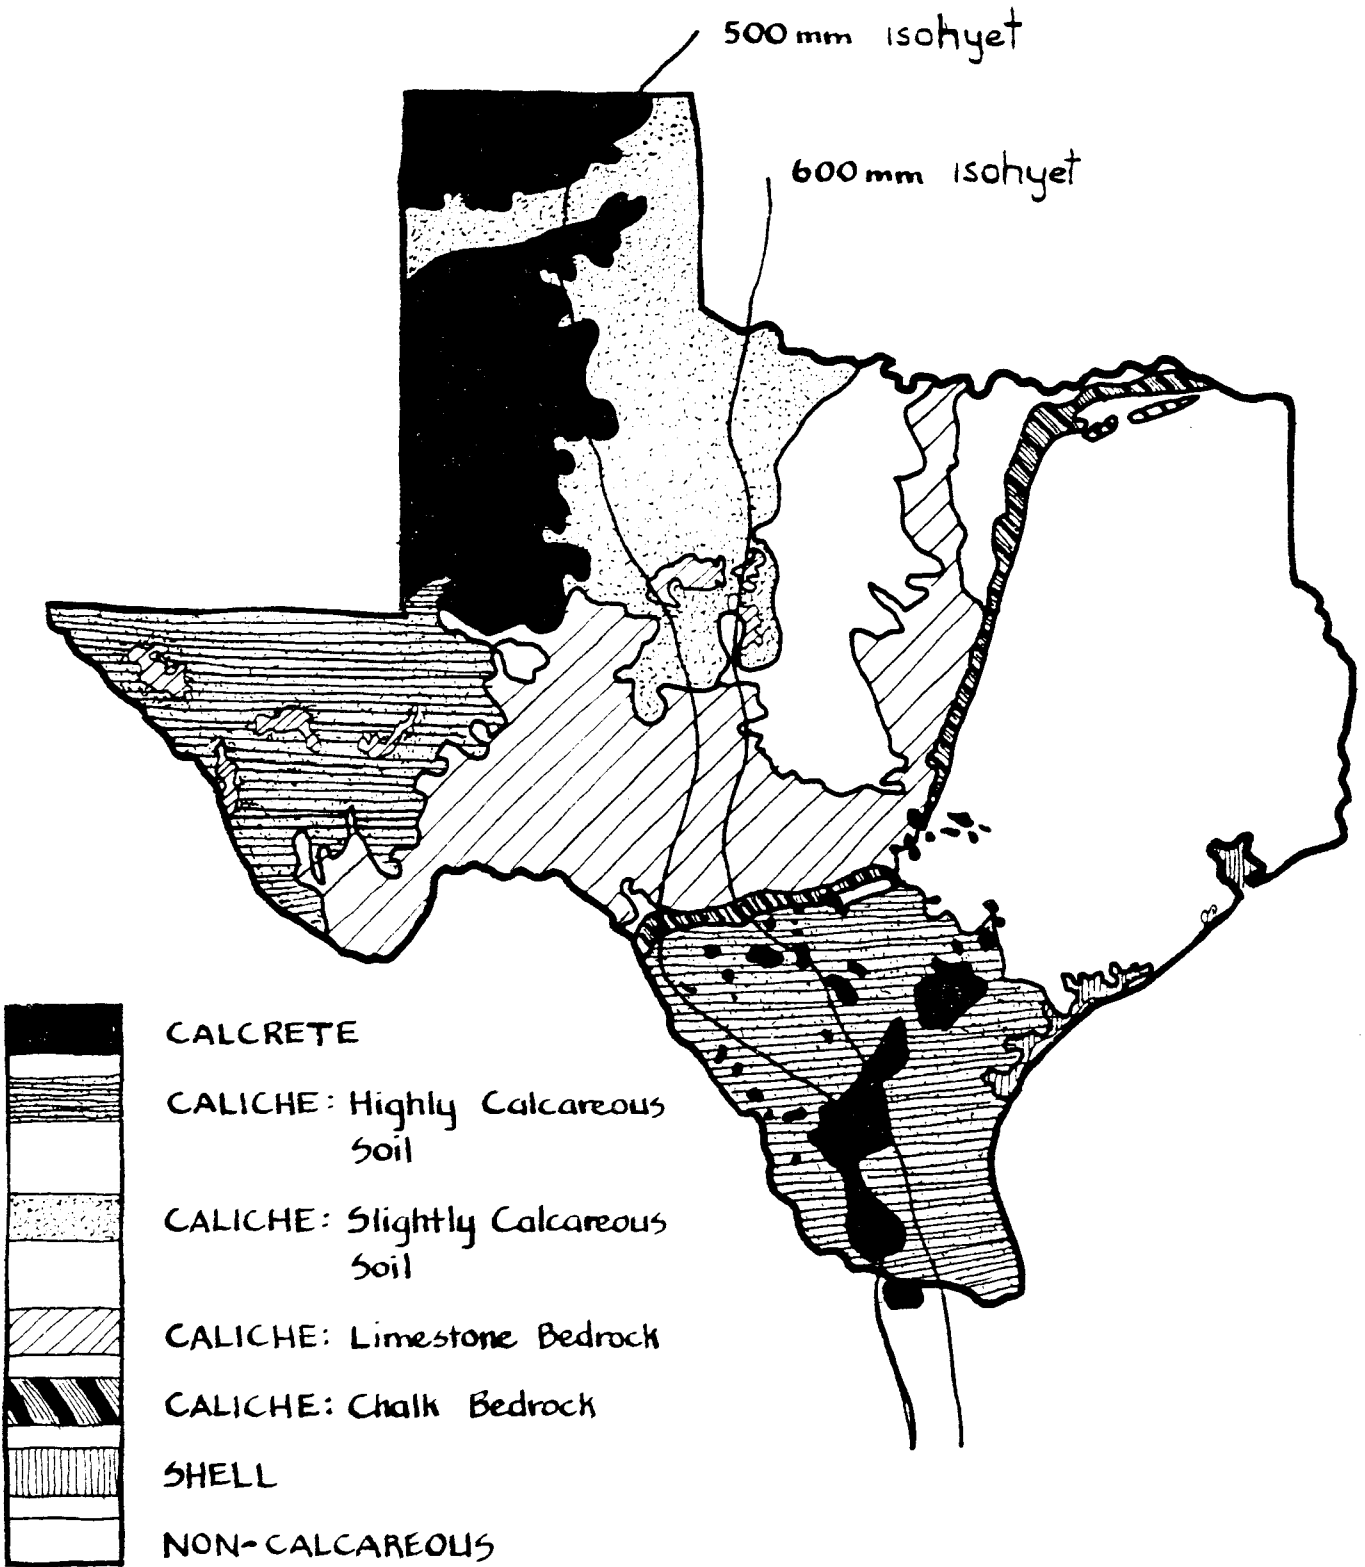 500 mm isohyet
600 mm isohyet
CALCRETE
CALICHE: Highly Calcareous
Soil
CALICHE: Slightly Calcareous
Soil
CALICHE: Limestone Bedrock
CALICHE: Chalk Bedrock
SHELL
NON-CALCAREOUS